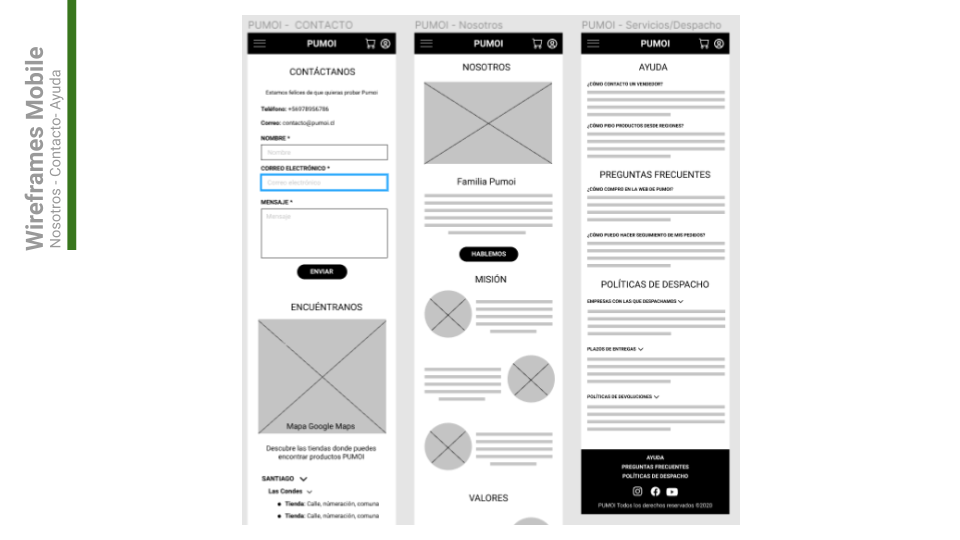 Wireframes Mobile
Nosotros - Contacto- Ayuda
PUMOI - CONTACTO
PUMOI
CONTÁCTANOS
Estamos felices de que quieras probar Pumoi
Teléfono: +56978956786
Correo: contacto@pumoi.cl
NOMBRE *
Nombre
CORREO ELECTRÓNICO *
Correo electrónico
MENSAJE *
Mensaje
ENVIAR
ENCUÉNTRANOS
Mapa Google Maps
Descubre las tiendas donde puedes
encontrar productos PUMOI
SANTIAGO
Las Condes
Tienda: Calle, númeración, comuna
Tienda: Calle, númeración, comuna
PUMOI - Nosotros
PUMOI
NOSOTROS
Familia Pumoi
HABLEMOS
MISIÓN
VALORES
PUMOI - Servicios/Despacho
PUMOI
AYUDA
¿CÓMO CONTACTO UN VENDEDOR?
¿CÓMO PIDO PRODUCTOS DESDE REGIONES?
PREGUNTAS FRECUENTES
¿CÓMO COMPRO EN LA WEB DE PUMOI?
¿CÓMO PUEDO HACER SEGUIMIENTO DE MIS PEDIDOS?
POLÍTICAS DE DESPACHO
EMPRESAS CON LAS QUE DESPACHAMOS
PLAZOS DE ENTREGAS
POLÍTICAS DE DEVOLUCIONES
AYUDA
PREGUNTAS FRECUENTES
POLÍTICAS DE DESPACHO
PUMOI Todos los derechos reservados ©2020